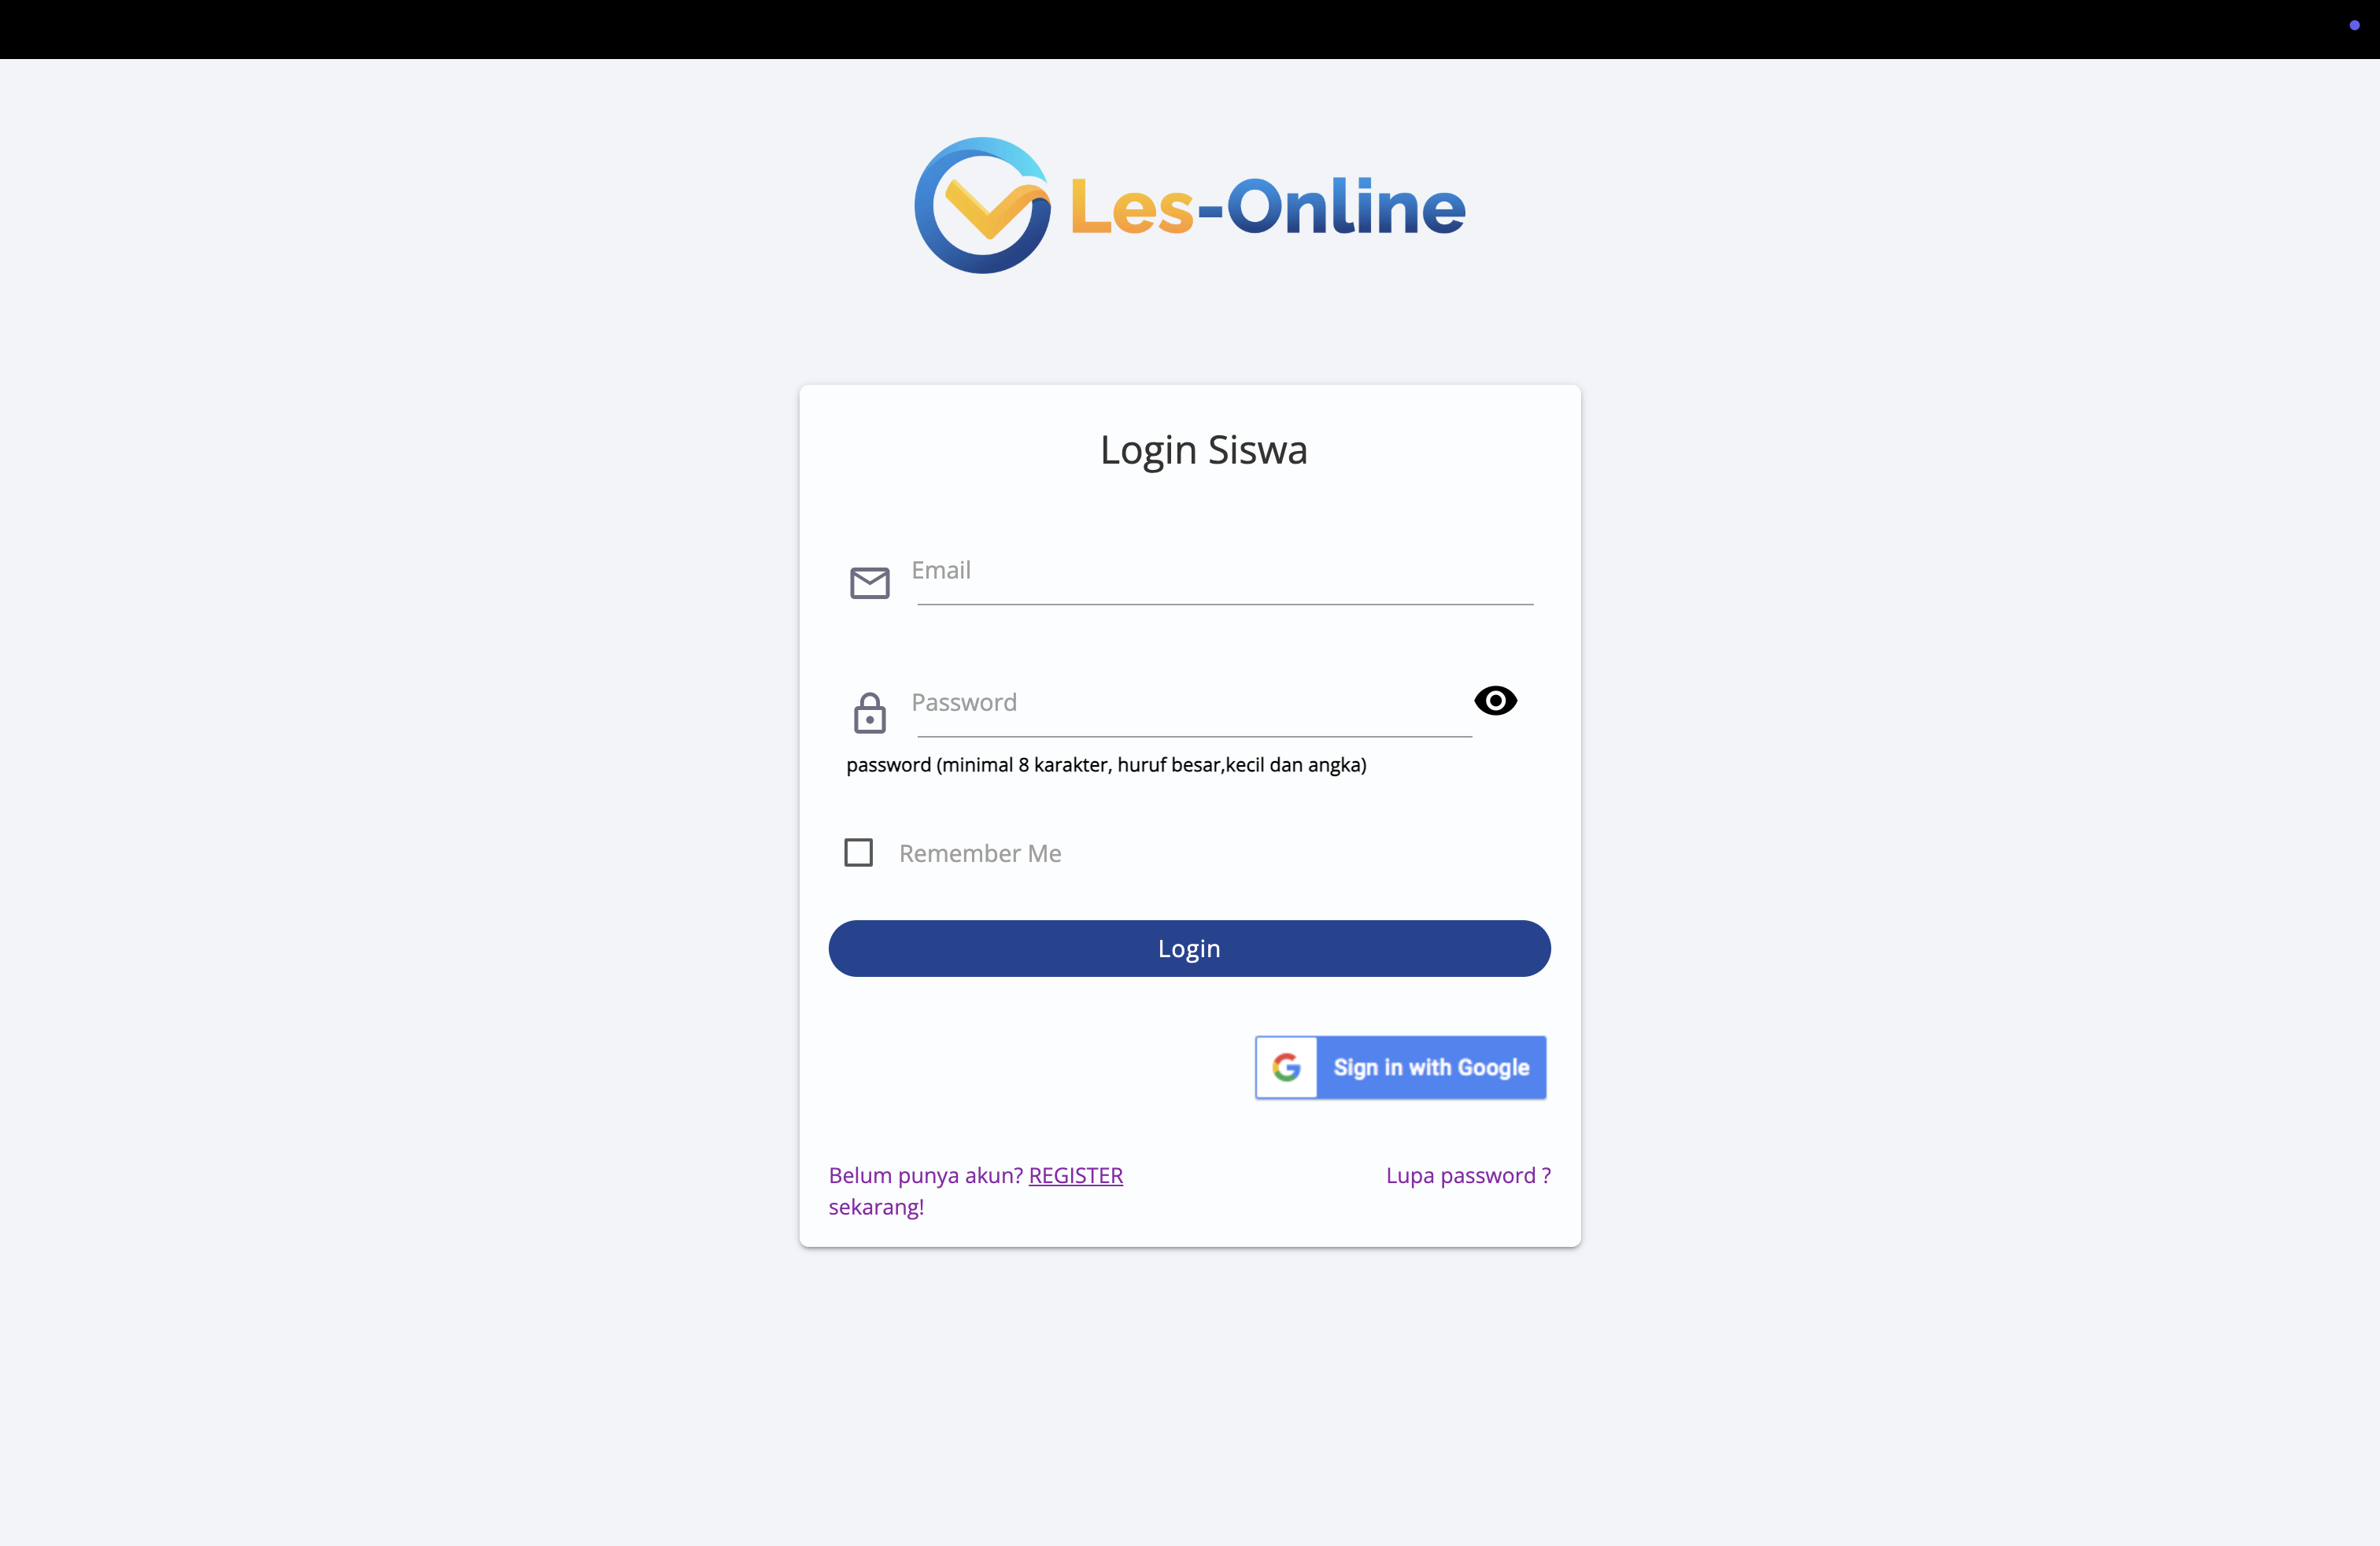 Les-Online
Login Siswa
Email
Password
password (minimal 8 karakter, huruf besar,kecil dan angka)
Remember Me
Login
Sign in with Google
Belum punya akun? REGISTER
sekarang!
Lupa password ?